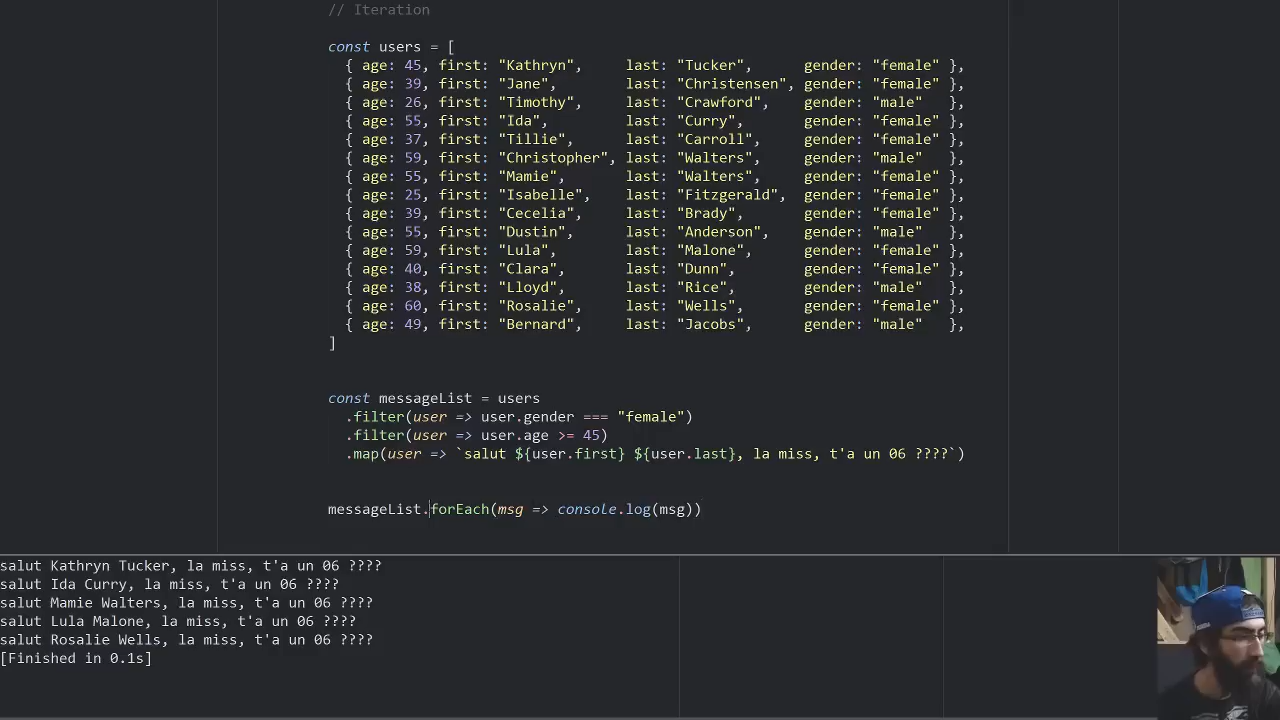 // Iteration
const users = [
{ age: 45, first: "Kathryn", last: "Tucker", gender: "female" },
{ age: 39, first: "Jane", last: "Christensen", gender: "female" },
{ age: 26, first: "Timothy", last: "Crawford", gender: "male" },
{ age: 55, first: "Ida", last: "Curry", gender: "female" },
{ age: 37, first: "Tillie", last: "Carroll", gender: "female" },
{ age: 59, first: "Christopher", last: "Walters", gender: "male" },
{ age: 55, first: "Mamie", last: "Walters", gender: "female" },
{ age: 25, first: "Isabelle", last: "Fitzgerald", gender: "female" },
{ age: 39, first: "Cecelia", last: "Brady", gender: "female" },
{ age: 55, first: "Dustin", last: "Anderson", gender: "male" },
{ age: 59, first: "Lula", last: "Malone", gender: "female" },
{ age: 40, first: "Clara", last: "Dunn", gender: "female" },
{ age: 38, first: "Lloyd", last: "Rice", gender: "male" },
{ age: 60, first: "Rosalie", last: "Wells", gender: "female" },
{ age: 49, first: "Bernard", last: "Jacobs", gender: "male" },
]
const messageList = users
.filter(user => user.gender === "female")
.filter(user => user.age >= 45)
.map(user => `salut ${user.first} ${user.last}, la miss, t'a un 06 ????`)
messageList.forEach(msg => console.log(msg))
salut Kathryn Tucker, la miss, t'a un 06 ????
salut Ida Curry, la miss, t'a un 06 ????
salut Mamie Walters, la miss, t'a un 06 ????
salut Lula Malone, la miss, t'a un 06 ????
salut Rosalie Wells, la miss, t'a un 06 ????
[Finished in 0.1s]